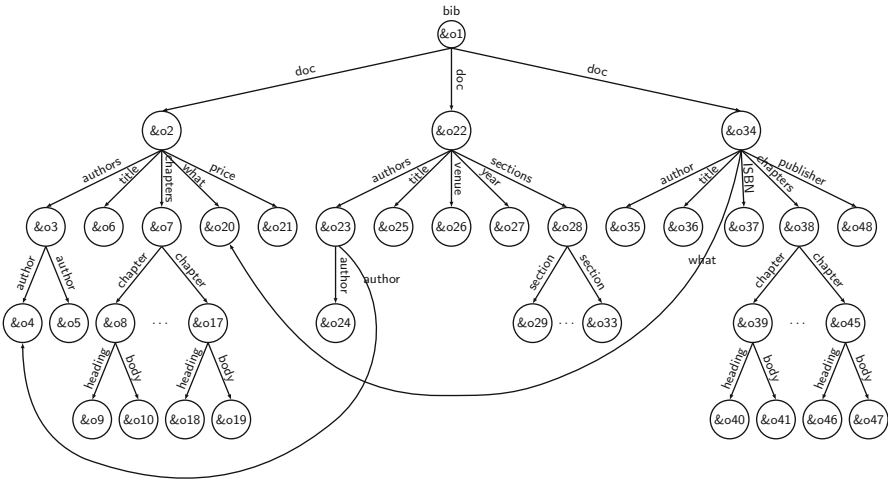 bib
&o1
doc doc doc
&o2 &o22 &o34
authors title chapters what price authors title venue year sections author title ISBN chapters publisher
&o3 &o6 &o7 &o20 &o21 &o23 &o25 &o26 &o27 &o28 &o35 &o36 &o37 &o38 &o48
author author chapter chapter author author section section what chapter chapter
&o4 &o5 &o8 ... &o17 &o24 &o29 ... &o33 &o39 ... &o45
heading body heading body heading body heading body
&o9 &o10 &o18 &o19 &o40 &o41 &o46 &o47